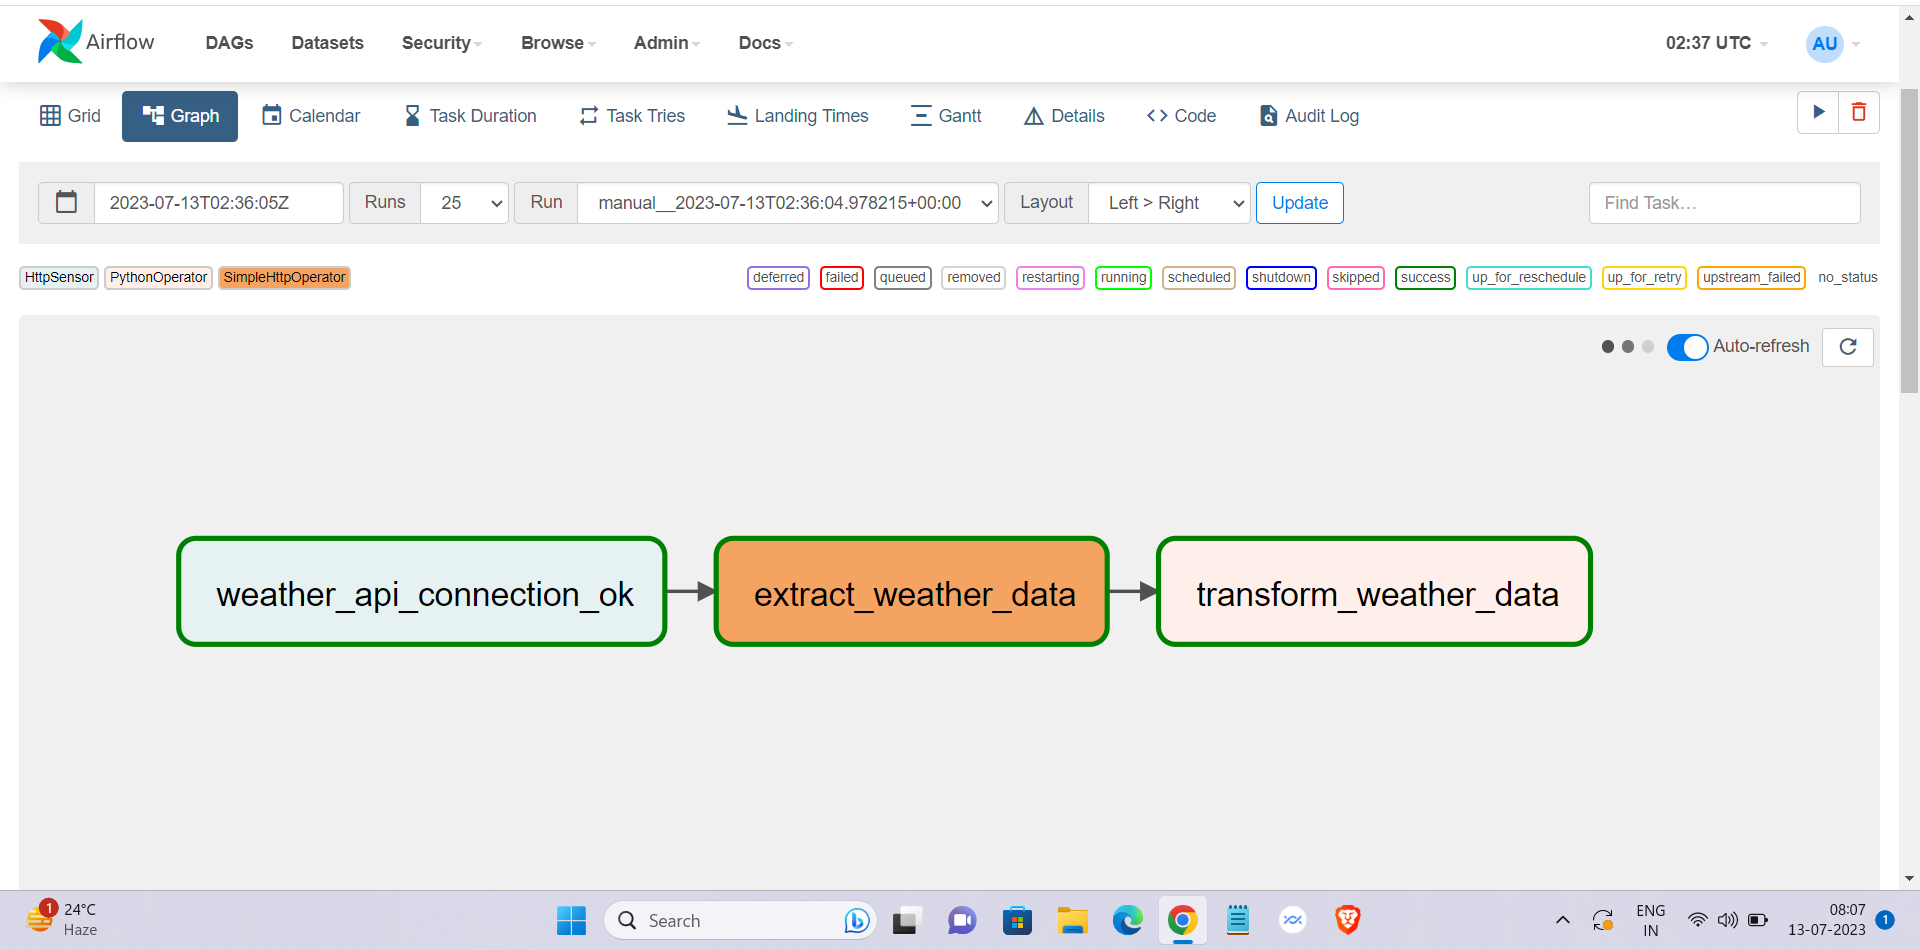 Airflow DAGs Datasets Security Browse Admin Docs 02:37 UTC AU
Grid Graph Calendar Task Duration Task Tries Landing Times Gantt Details Code Audit Log
2023-07-13T02:36:05Z Runs 25 Run manual__2023-07-13T02:36:04.978215+00:00 Layout Left > Right Update Find Task…
HttpSensor PythonOperator SimpleHttpOperator deferred failed queued removed restarting running scheduled shutdown skipped success up_for_reschedule up_for_retry upstream_failed no_status
Auto-refresh
weather_api_connection_ok extract_weather_data transform_weather_data
1 24°C
Haze
Search
ENG
IN
08:07
13-07-2023
1